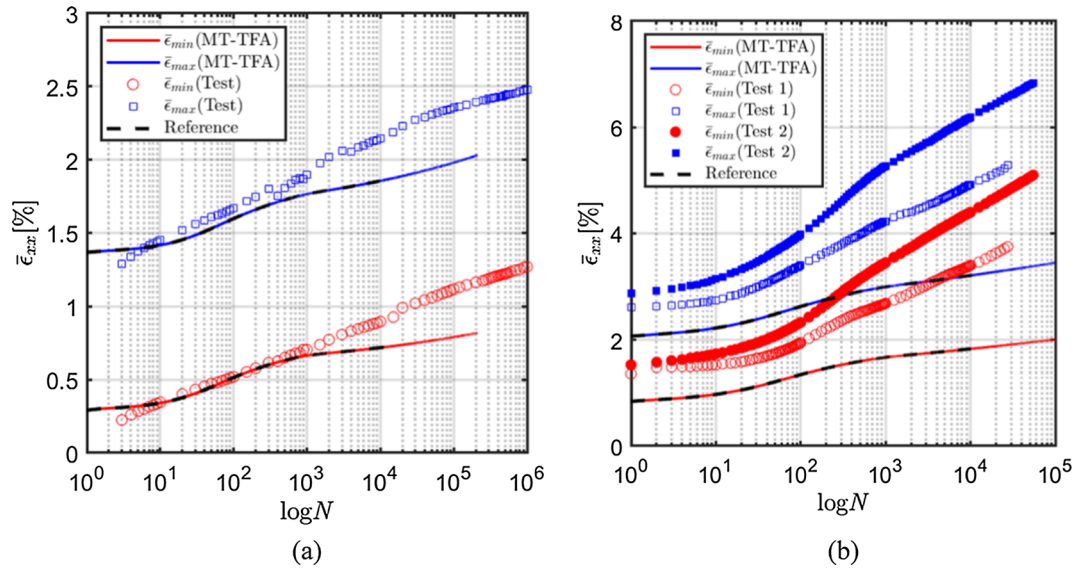 3
2.5
2
1.5
1
0.5
0
ε̄xx[%]
ε̄min(MT-TFA)
ε̄max(MT-TFA)
ε̄min(Test)
ε̄max(Test)
Reference
10^0 10^1 10^2 10^3 10^4 10^5 10^6
logN
(a)
8
6
4
2
0
ε̄xx[%]
ε̄min(MT-TFA)
ε̄max(MT-TFA)
ε̄min(Test 1)
ε̄max(Test 1)
ε̄min(Test 2)
ε̄max(Test 2)
Reference
10^0 10^1 10^2 10^3 10^4 10^5
logN
(b)